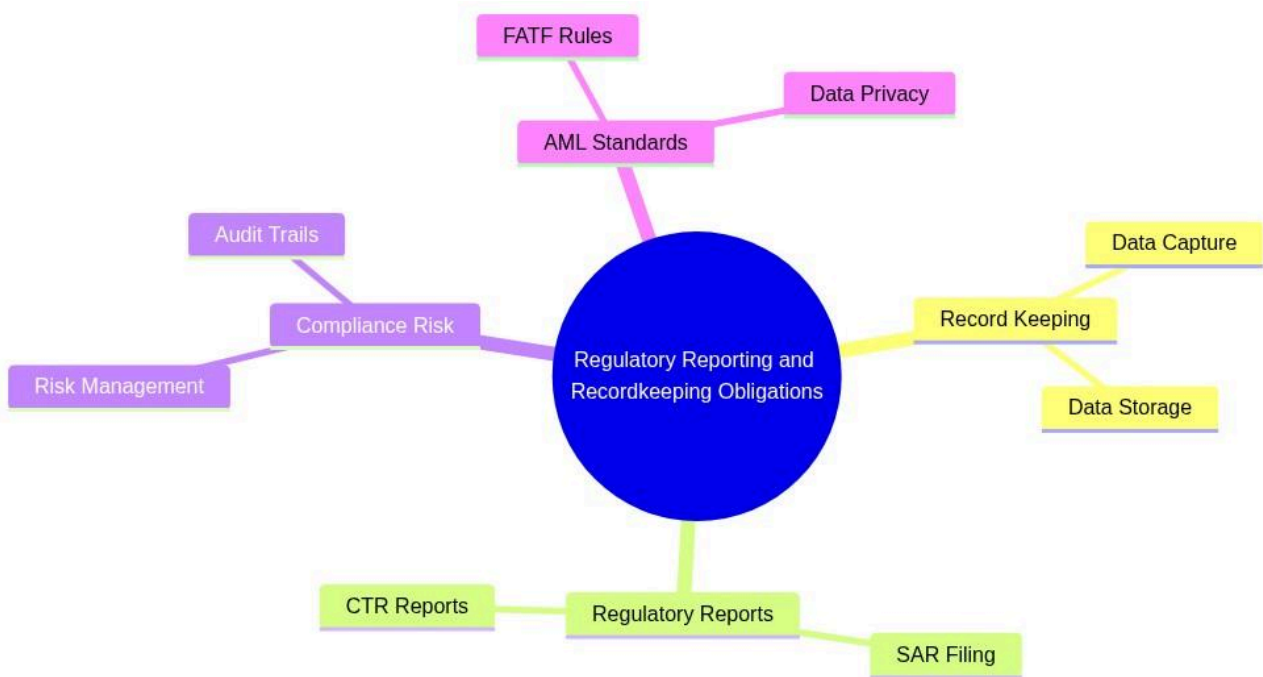 FATF Rules
Data Privacy
AML Standards
Audit Trails
Data Capture
Compliance Risk
Record Keeping
Regulatory Reporting and
Recordkeeping Obligations
Risk Management
Data Storage
CTR Reports
Regulatory Reports
SAR Filing